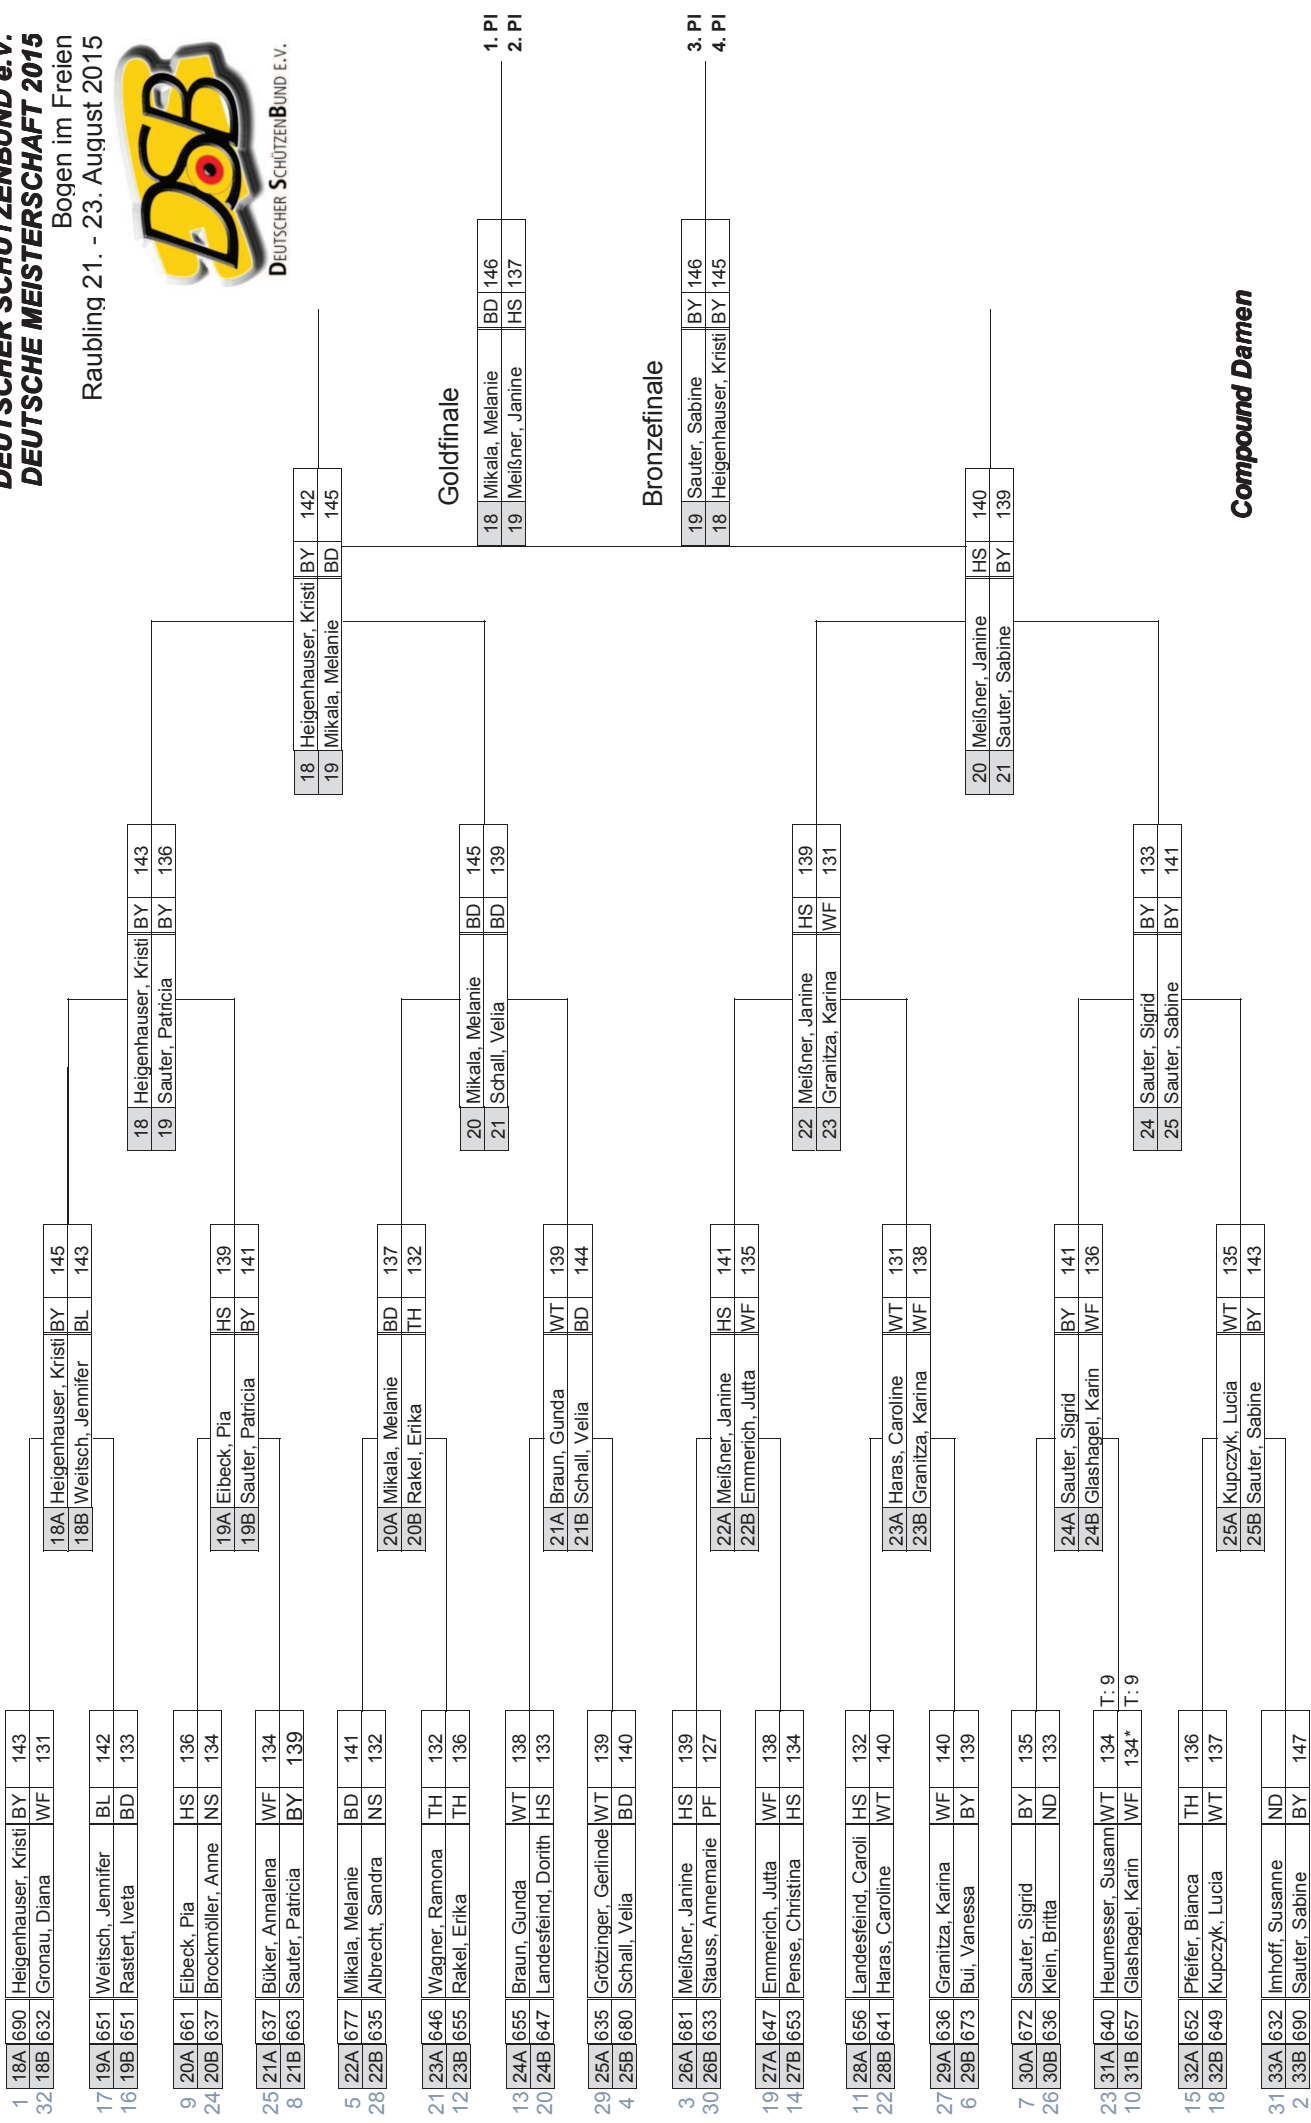 DEUTSCHER SCHÜTZENBUND e.V.
DEUTSCHE MEISTERSCHAFT 2015
Bogen im Freien
Raubling 21. - 23. August 2015
DSB
DEUTSCHER SCHÜTZENBUND E.V.
1 18A 690 Heigenhauser, Kristi BY 143
32 18B 632 Gronau, Diana WF 131
17 19A 651 Weitsch, Jennifer BL 142
16 19B 651 Rastert, Iveta BD 133
9 20A 661 Eibeck, Pia HS 136
24 20B 637 Brockmöller, Anne NS 134
25 21A 637 Büker, Annalena WF 134
8 21B 663 Sauter, Patricia BY 139
5 22A 677 Mikala, Melanie BD 141
28 22B 635 Albrecht, Sandra NS 132
21 23A 646 Wagner, Ramona TH 132
12 23B 655 Rakel, Erika TH 136
13 24A 655 Braun, Gunda WT 138
20 24B 647 Landesfeind, Dorith HS 133
29 25A 635 Grötzinger, Gerlinde WT 139
4 25B 680 Schall, Velia BD 140
3 26A 681 Meißner, Janine HS 139
30 26B 633 Stauss, Annemarie PF 127
19 27A 647 Emmerich, Jutta WF 138
14 27B 653 Pense, Christina HS 134
11 28A 656 Landesfeind, Caroli HS 132
22 28B 641 Haras, Caroline WT 140
27 29A 636 Granitza, Karina WF 140
6 29B 673 Bui, Vanessa BY 139
7 30A 672 Sauter, Sigrid BY 135
26 30B 636 Klein, Britta ND 133
23 31A 640 Heumesser, Susann WT 134 T: 9
10 31B 657 Glashagel, Karin WF 134* T: 9
15 32A 652 Pfeifer, Bianca TH 136
18 32B 649 Kupczyk, Lucia WT 137
31 33A 632 Imhoff, Susanne ND
2 33B 690 Sauter, Sabine BY 147
18A Heigenhauser, Kristi BY 145
18B Weitsch, Jennifer BL 143
19A Eibeck, Pia HS 139
19B Sauter, Patricia BY 141
20A Mikala, Melanie BD 137
20B Rakel, Erika TH 132
21A Braun, Gunda WT 139
21B Schall, Velia BD 144
22A Meißner, Janine HS 141
22B Emmerich, Jutta WF 135
23A Haras, Caroline WT 131
23B Granitza, Karina WF 138
24A Sauter, Sigrid BY 141
24B Glashagel, Karin WF 136
25A Kupczyk, Lucia WT 135
25B Sauter, Sabine BY 143
18 Heigenhauser, Kristi BY 143
19 Sauter, Patricia BY 136
20 Mikala, Melanie BD 145
21 Schall, Velia BD 139
22 Meißner, Janine HS 139
23 Granitza, Karina WF 131
24 Sauter, Sigrid BY 133
25 Sauter, Sabine BY 141
18 Heigenhauser, Kristi BY 142
19 Mikala, Melanie BD 145
20 Meißner, Janine HS 140
21 Sauter, Sabine BY 139
Goldfinale
18 Mikala, Melanie BD 146 1. Pl
19 Meißner, Janine HS 137 2. Pl
Bronzefinale
19 Sauter, Sabine BY 146 3. Pl
18 Heigenhauser, Kristi BY 145 4. Pl
Compound Damen